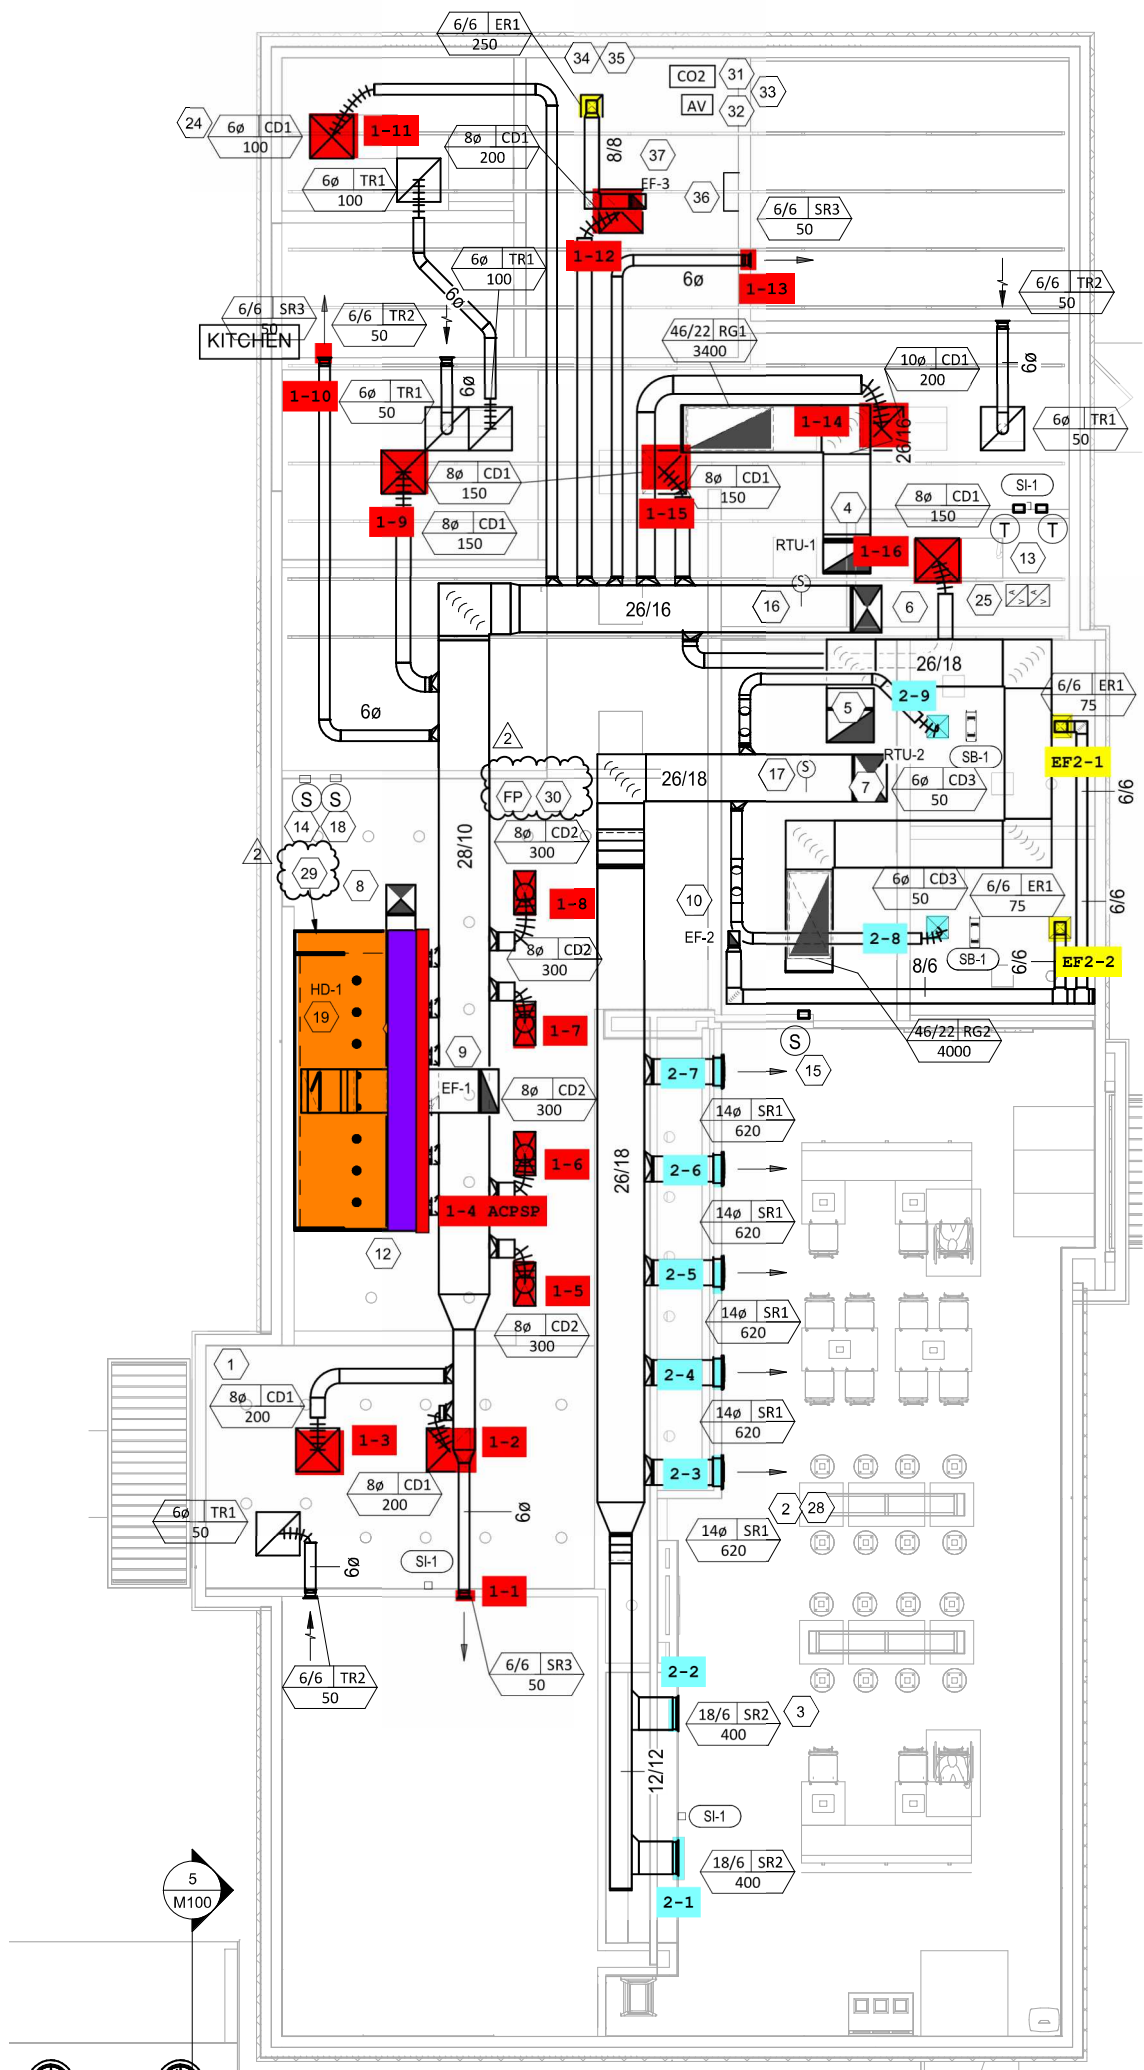 6/6 ER1
250
34
35
CO2
31
33
AV
32
24
6ø CD1
100
1-11
8ø CD1
200
8/8
37
EF-3
36
6ø TR1
100
6/6 SR3
50
6ø TR1
100
1-12
6ø
1-13
6ø
6/6 TR2
50
6/6 SR3
50
KITCHEN
6/6 TR2
50
46/22 RG1
3400
10ø CD1
200
6ø
6ø
1-10
6ø TR1
50
1-14
26/16
6ø TR1
50
8ø CD1
150
8ø CD1
150
SI-1
1-9
8ø CD1
150
1-15
4
8ø CD1
150
T
T
RTU-1
1-16
13
S
26/16
16
6
25
A
V
A
V
26/18
6ø
2-9
6/6 ER1
75
5
2
SB-1
EF2-1
RTU-2
26/18
17
S
7
6ø CD3
50
6/6
FP
30
S
S
14
18
28/10
8ø CD2
300
2
29
8
1-8
10
6ø CD3
50
6/6 ER1
75
6/6
EF-2
2-8
8ø CD2
300
SB-1
6/6
EF2-2
8/6
HD-1
19
1-7
46/22 RG2
4000
S
9
15
EF-1
8ø CD2
300
2-7
14ø SR1
620
1-6
26/18
2-6
1-4 ACPSP
14ø SR1
620
12
2-5
1-5
8ø CD2
300
14ø SR1
620
1
2-4
8ø CD1
200
14ø SR1
620
1-3
1-2
2-3
8ø CD1
200
2
28
6ø TR1
50
6ø
14ø SR1
620
6ø
SI-1
1-1
6/6 TR2
50
6/6 SR3
50
2-2
18/6 SR2
400
3
12/12
SI-1
5
M100
18/6 SR2
400
2-1